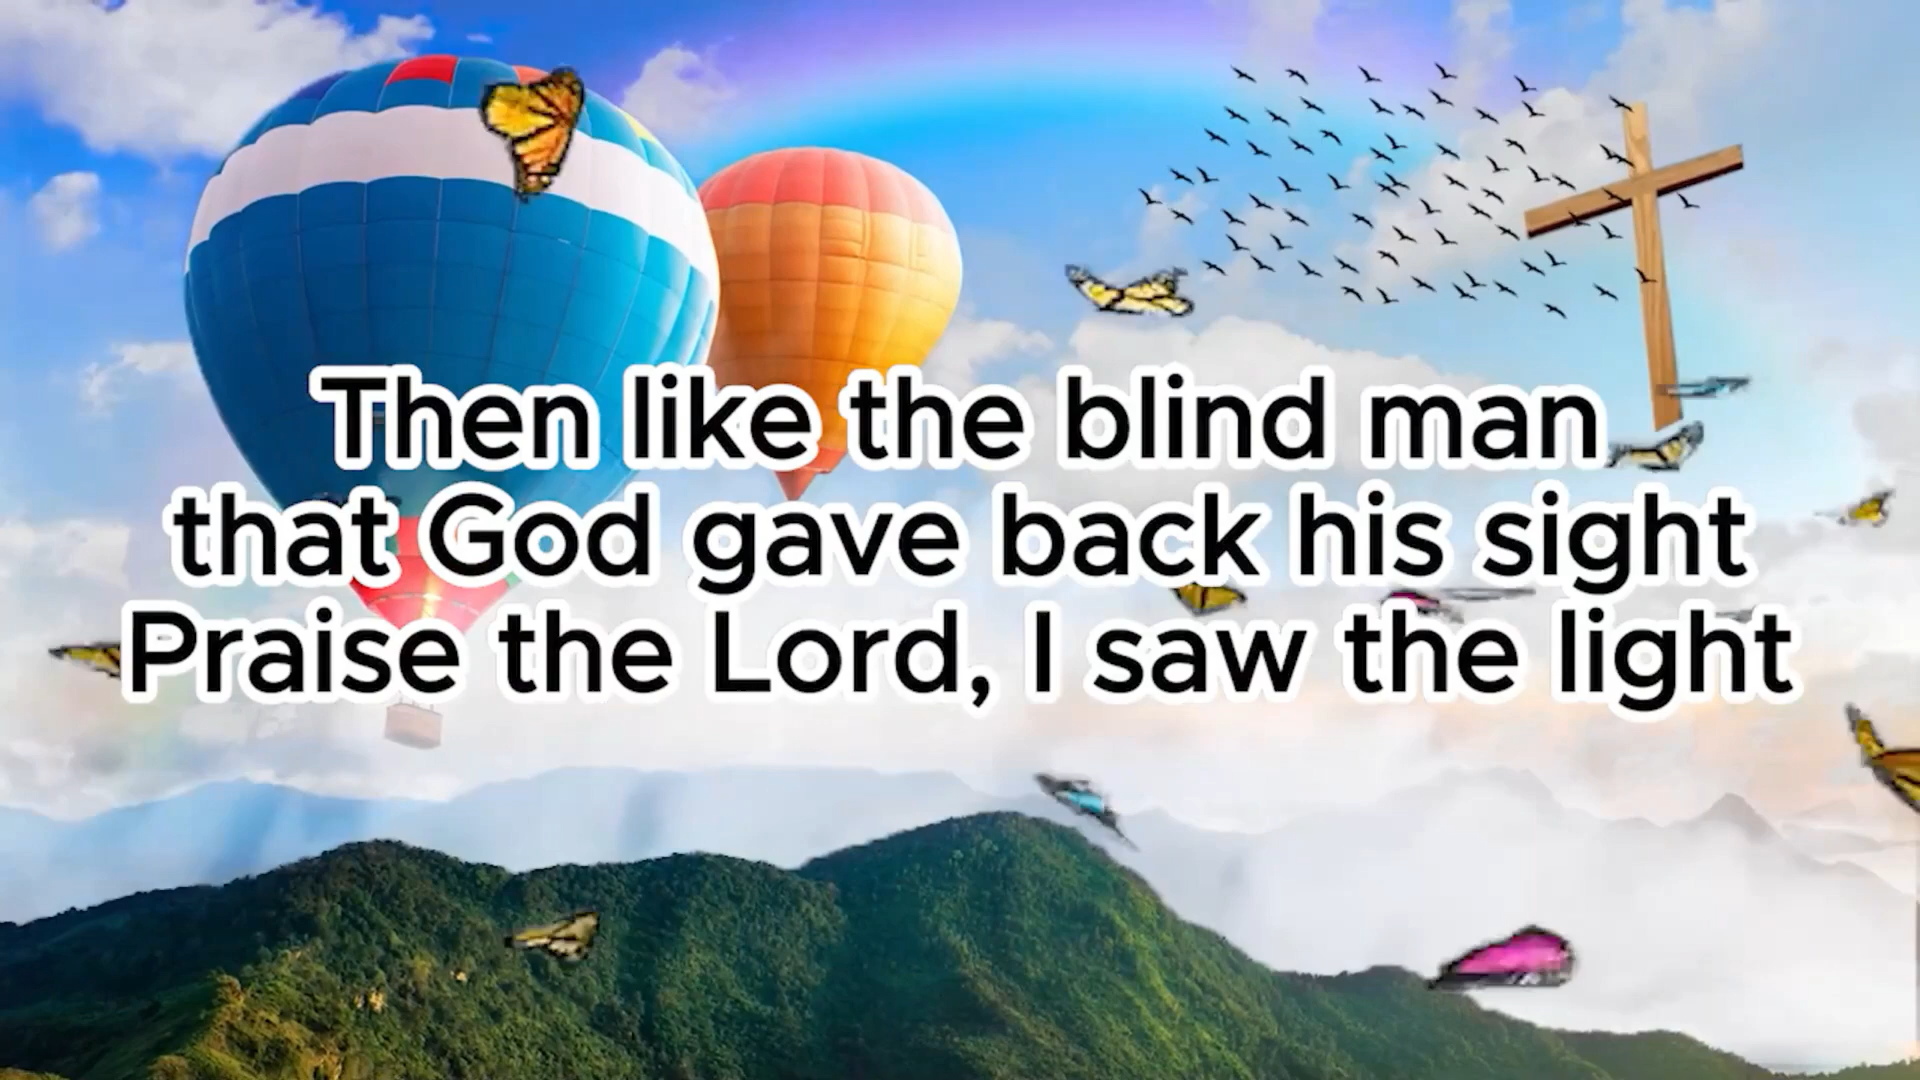 Then like the blind man
that God gave back his sight
Praise the Lord, I saw the light